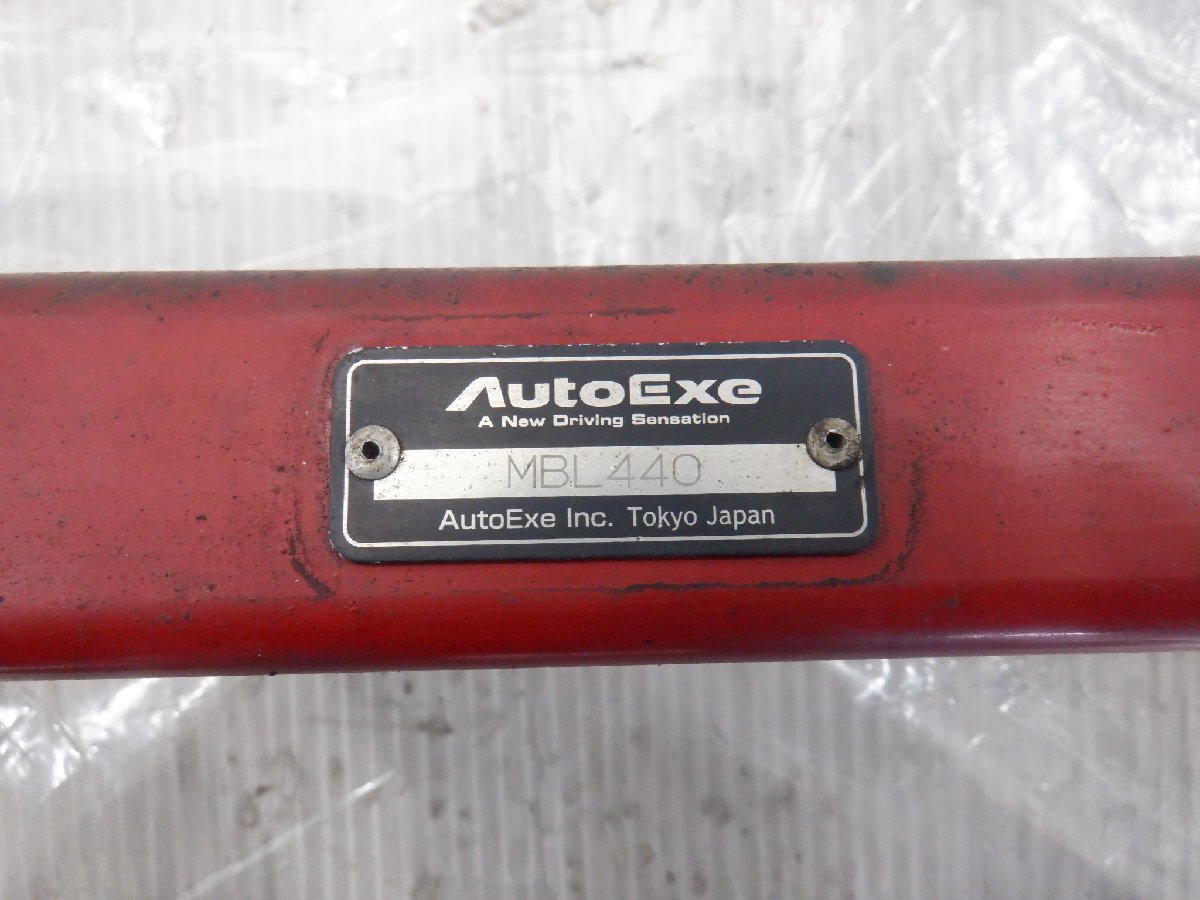 AutoExe
A New Driving Sensation
MBL440
AutoExe Inc. Tokyo Japan